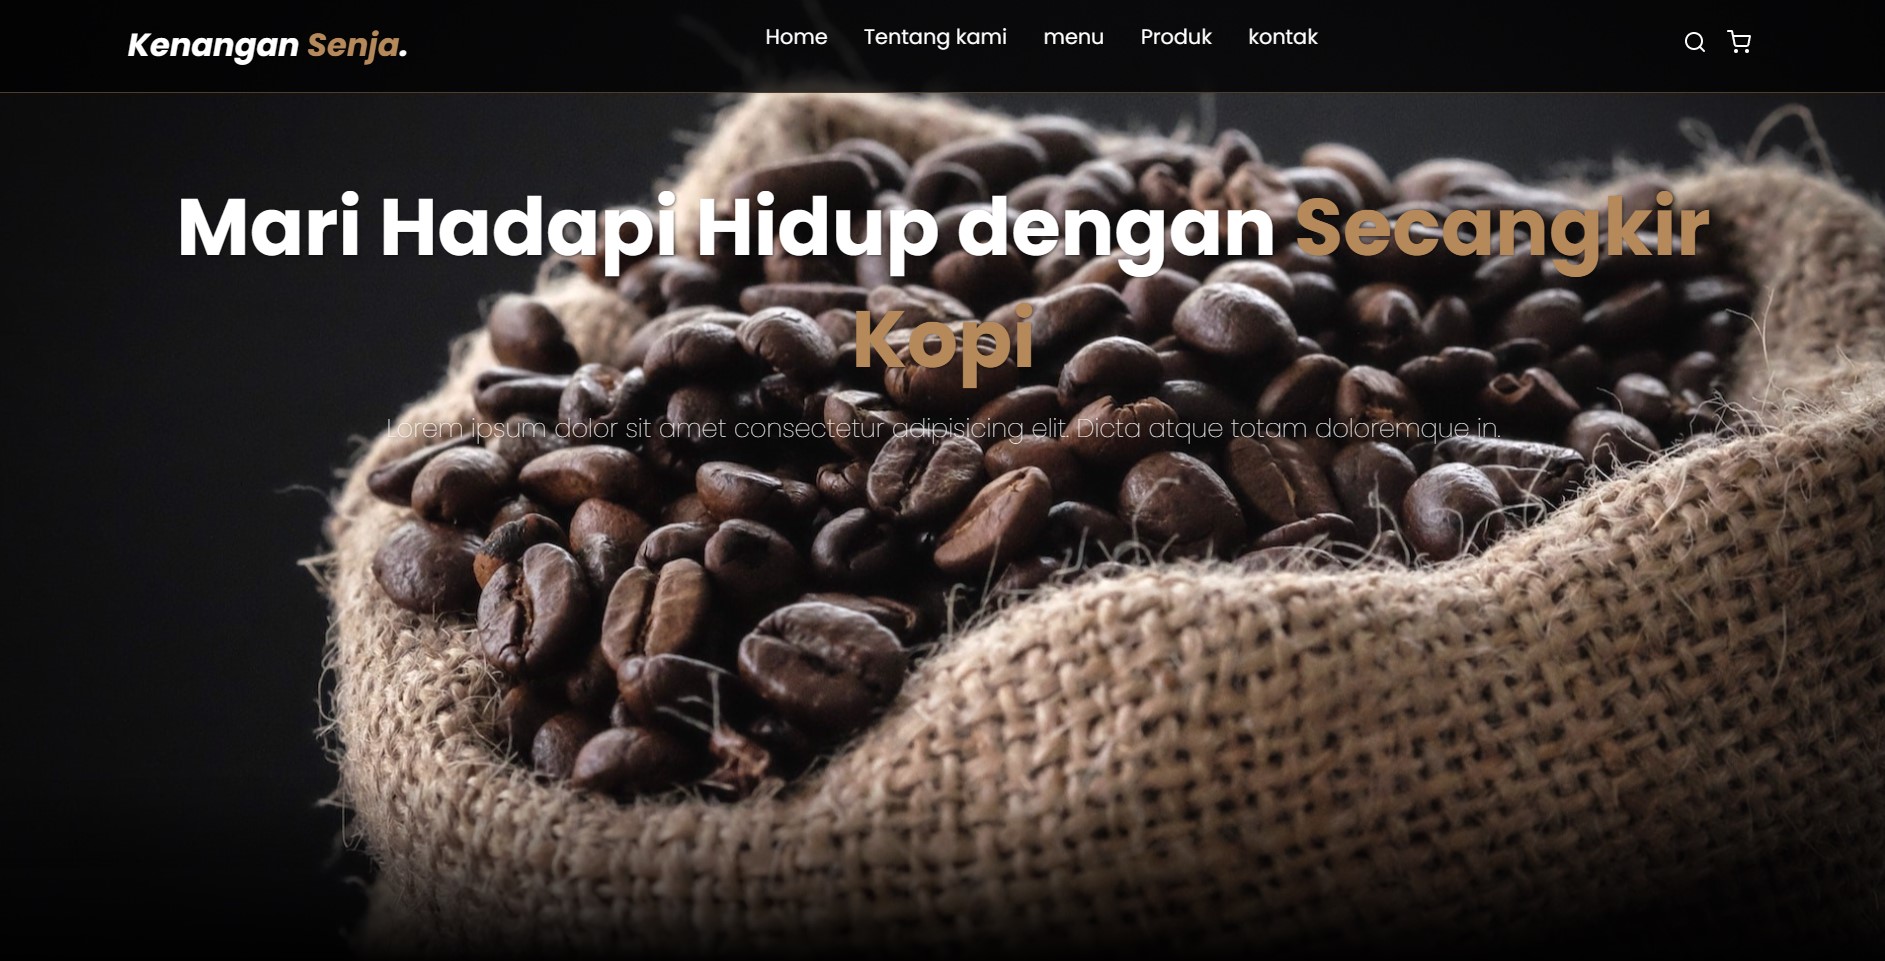 Kenangan Senja.
Home Tentang kami menu Produk kontak
Mari Hadapi Hidup dengan Secangkir
Kopi
Lorem ipsum dolor sit amet consectetur adipisicing elit. Dicta atque totam doloremque in.